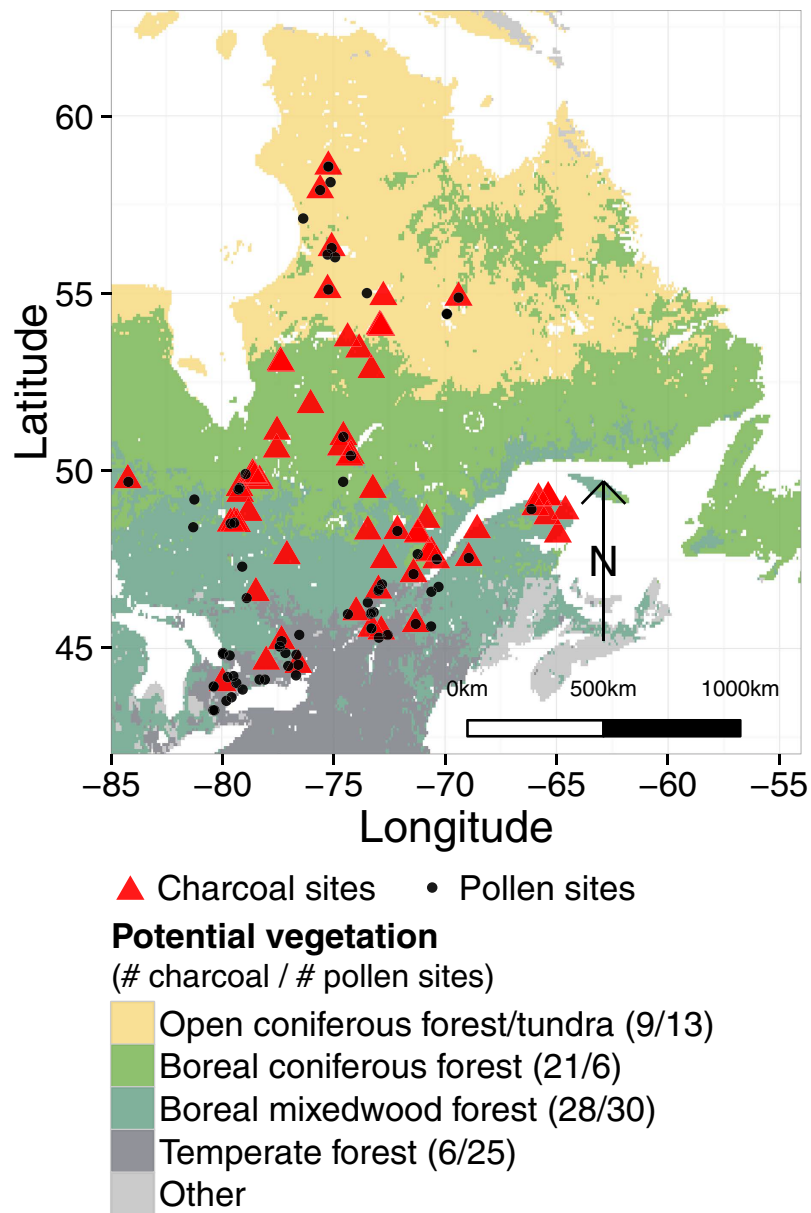 60
55
50
45
Latitude
N
0km 500km 1000km
−85 −80 −75 −70 −65 −60 −55
Longitude
Charcoal sites Pollen sites
Potential vegetation
(# charcoal / # pollen sites)
Open coniferous forest/tundra (9/13)
Boreal coniferous forest (21/6)
Boreal mixedwood forest (28/30)
Temperate forest (6/25)
Other